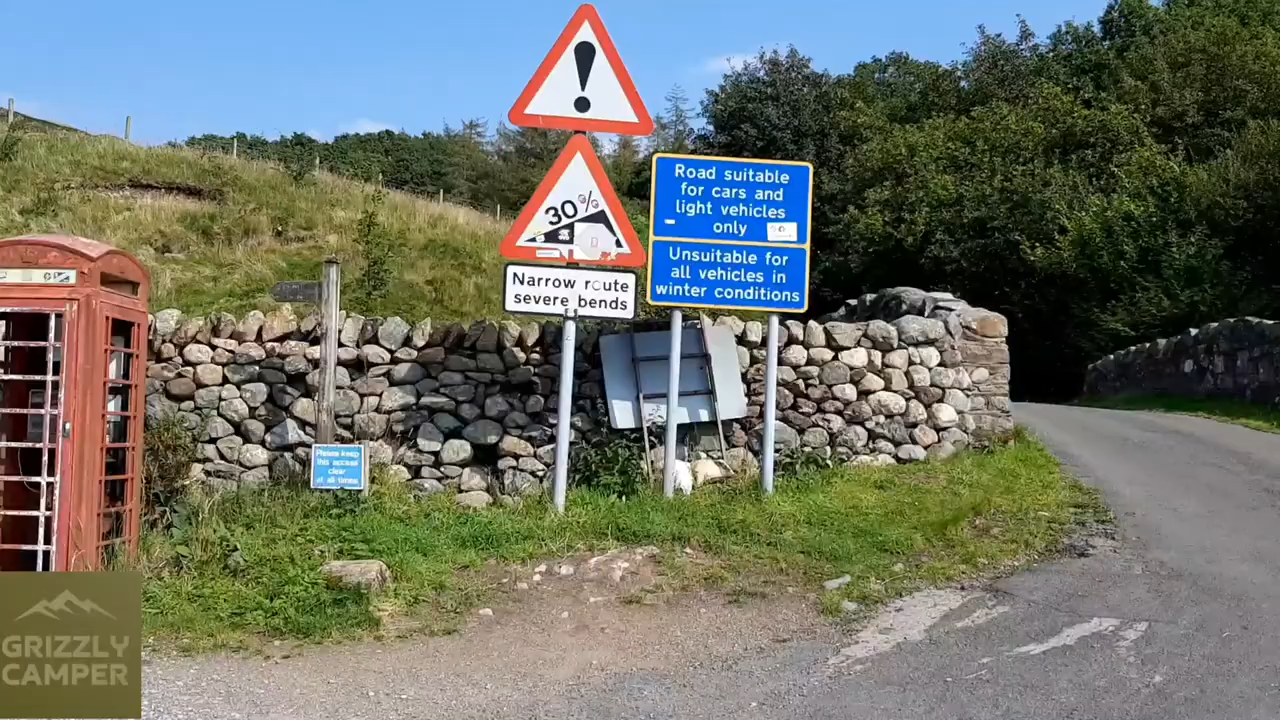 30%
Narrow route
severe bends
Road suitable
for cars and
light vehicles
only
Unsuitable for
all vehicles in
winter conditions
Please keep
this access
clear
at all times
GRIZZLY
CAMPER